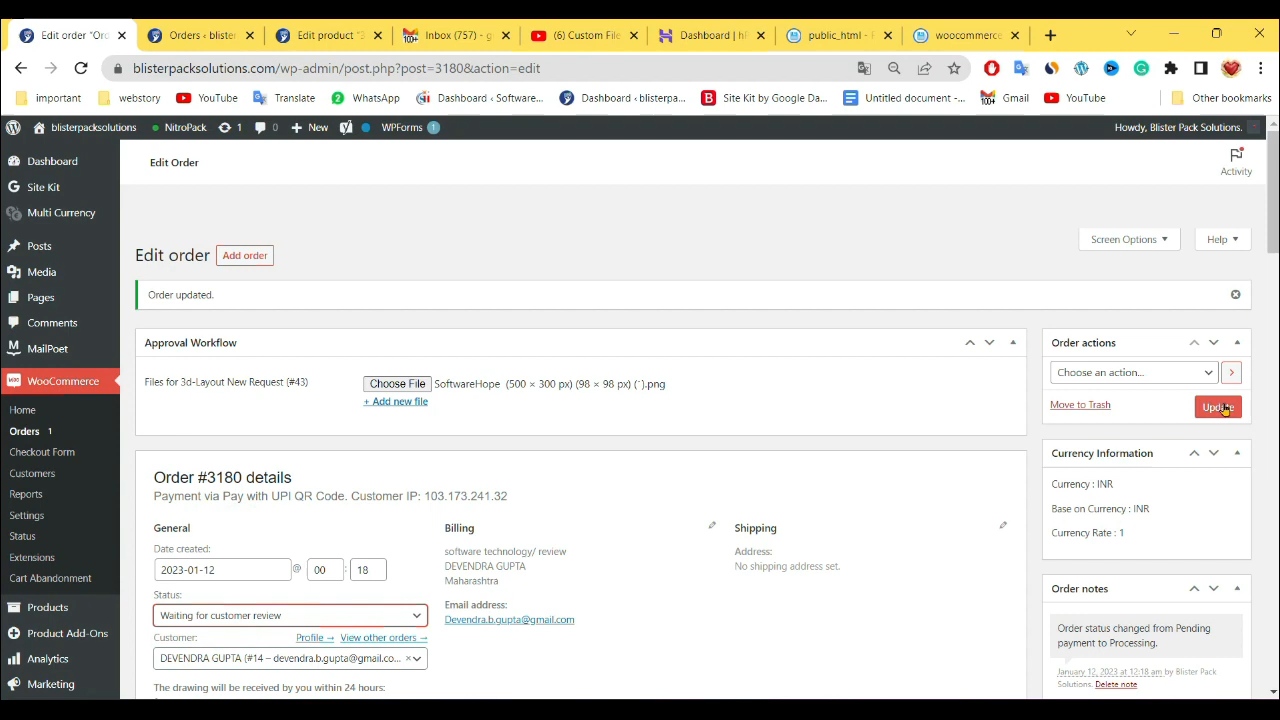 Edit order "Ord
Orders ‹ blister
Edit product "3
Inbox (757) - g
(6) Custom File
Dashboard | hP
public_html - F
woocommerce
blisterpacksolutions.com/wp-admin/post.php?post=3180&action=edit
important
webstory
YouTube
Translate
2 WhatsApp
Dashboard ‹ Software...
Dashboard ‹ blisterpa...
Site Kit by Google Da...
Untitled document -...
100+ Gmail
YouTube
Other bookmarks
blisterpacksolutions
NitroPack
1
0
New
WPForms 1
Howdy, Blister Pack Solutions.
Dashboard
Site Kit
Multi Currency
Posts
Media
Pages
Comments
MailPoet
WooCommerce
Home
Orders 1
Checkout Form
Customers
Reports
Settings
Status
Extensions
Cart Abandonment
Products
Product Add-Ons
Analytics
Marketing
Edit Order
Activity
Screen Options
Help
Edit order
Add order
Order updated.
Approval Workflow
Files for 3d-Layout New Request (#43)
Choose File SoftwareHope (500 × 300 px) (98 × 98 px) (`).png
+ Add new file
Order #3180 details
Payment via Pay with UPI QR Code. Customer IP: 103.173.241.32
General
Date created:
2023-01-12 @ 00 : 18
Status:
Waiting for customer review
Customer:
Profile →
View other orders →
DEVENDRA GUPTA (#14 – devendra.b.gupta@gmail.co... ×
The drawing will be received by you within 24 hours:
Billing
software technology/ review
DEVENDRA GUPTA
Maharashtra
Email address:
Devendra.b.gupta@gmail.com
Shipping
Address:
No shipping address set.
Order actions
Choose an action...
Move to Trash
Update
Currency Information
Currency : INR
Base on Currency : INR
Currency Rate : 1
Order notes
Order status changed from Pending
payment to Processing.
January 12, 2023 at 12:18 am by Blister Pack
Solutions. Delete note